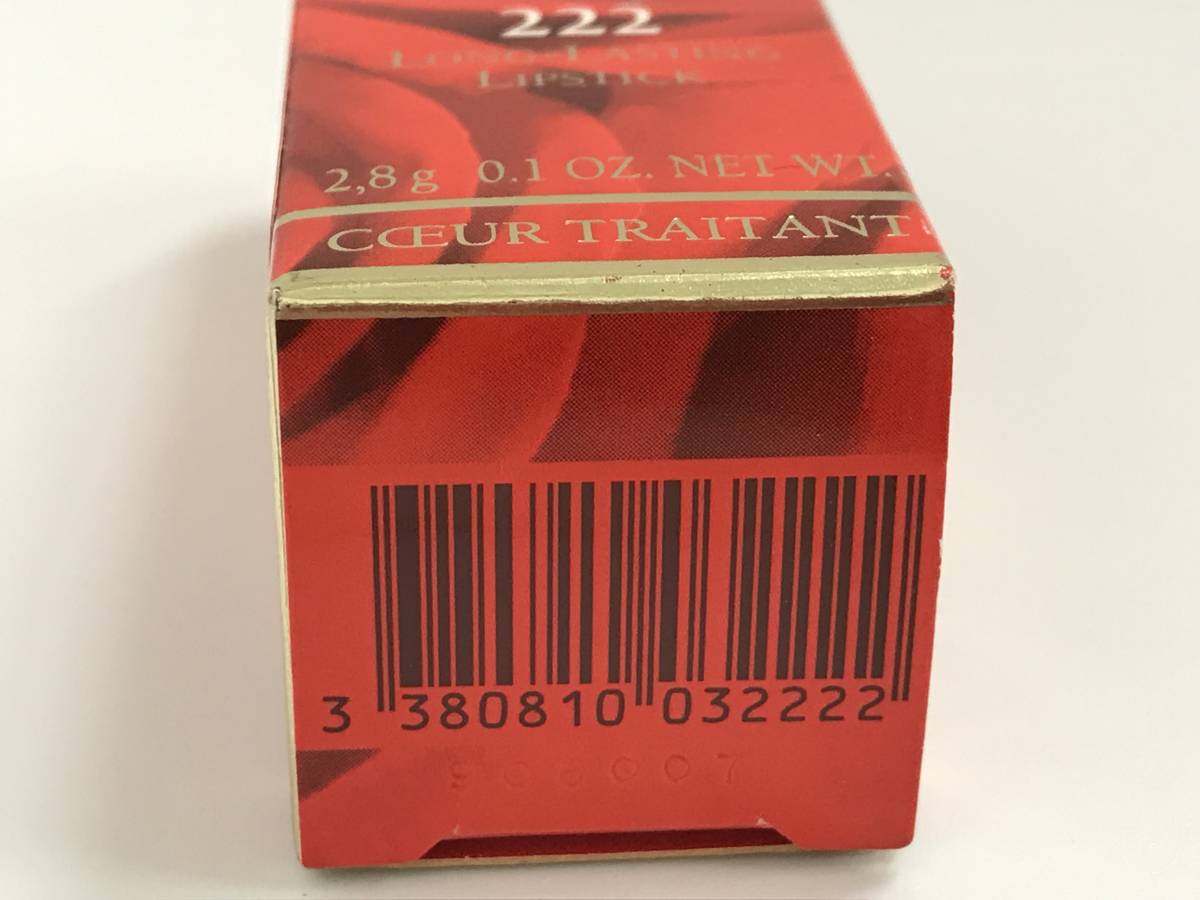 222
LONG LASTING
LIPSTICK
2,8 g 0.1 OZ. NET WT.
CŒUR TRAITANT
3 380810 032222